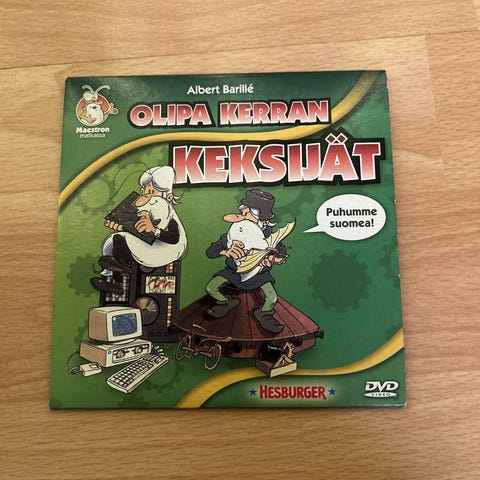 Albert Barillé
OLIPA KERRAN
KEKSIJÄT
Maestron
matkassa
Puhumme
suomea!
HESBURGER
DVD
VIDEO